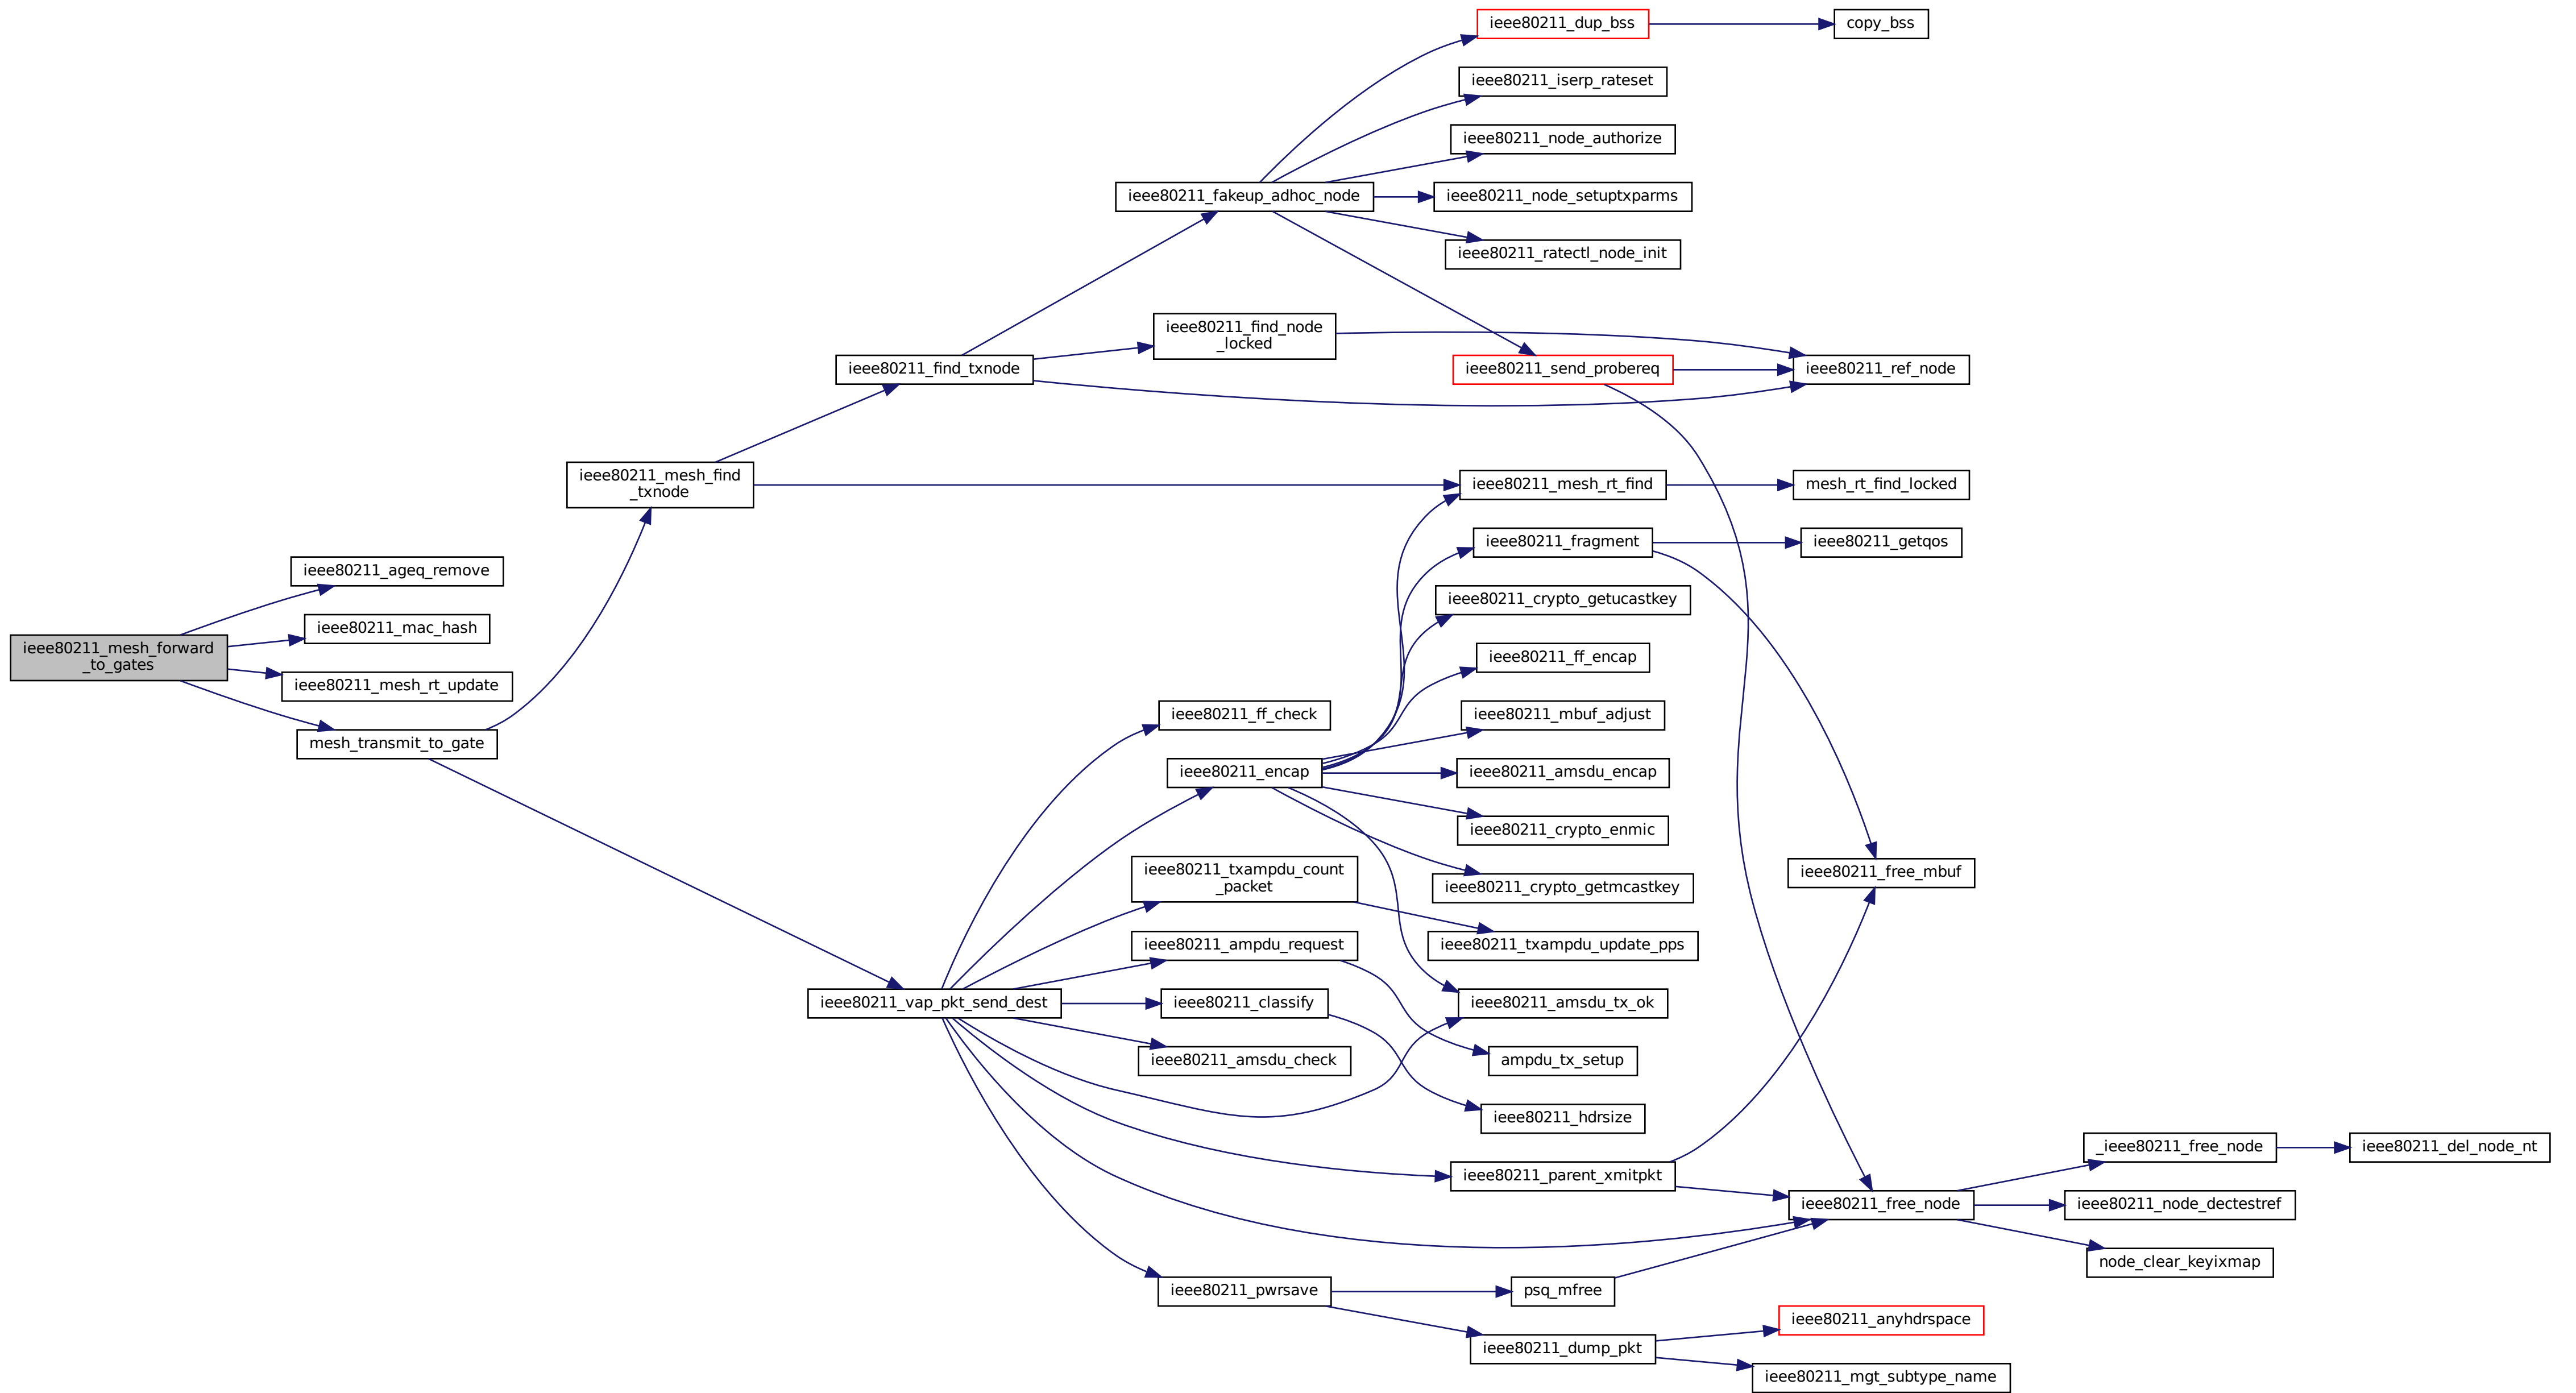 ieee80211_mesh_forward
_to_gates
ieee80211_ageq_remove
ieee80211_mac_hash
ieee80211_mesh_rt_update
mesh_transmit_to_gate
ieee80211_mesh_find
_txnode
ieee80211_find_txnode
ieee80211_vap_pkt_send_dest
ieee80211_fakeup_adhoc_node
ieee80211_find_node
_locked
ieee80211_ff_check
ieee80211_encap
ieee80211_txampdu_count
_packet
ieee80211_ampdu_request
ieee80211_classify
ieee80211_amsdu_check
ieee80211_pwrsave
ieee80211_dup_bss
ieee80211_iserp_rateset
ieee80211_node_authorize
ieee80211_node_setuptxparms
ieee80211_ratectl_node_init
ieee80211_send_probereq
ieee80211_mesh_rt_find
ieee80211_fragment
ieee80211_crypto_getucastkey
ieee80211_ff_encap
ieee80211_mbuf_adjust
ieee80211_amsdu_encap
ieee80211_crypto_enmic
ieee80211_crypto_getmcastkey
ieee80211_txampdu_update_pps
ieee80211_amsdu_tx_ok
ampdu_tx_setup
ieee80211_hdrsize
ieee80211_parent_xmitpkt
psq_mfree
ieee80211_dump_pkt
copy_bss
ieee80211_ref_node
mesh_rt_find_locked
ieee80211_getqos
ieee80211_free_mbuf
ieee80211_free_node
ieee80211_anyhdrspace
ieee80211_mgt_subtype_name
_ieee80211_free_node
ieee80211_node_dectestref
node_clear_keyixmap
ieee80211_del_node_nt